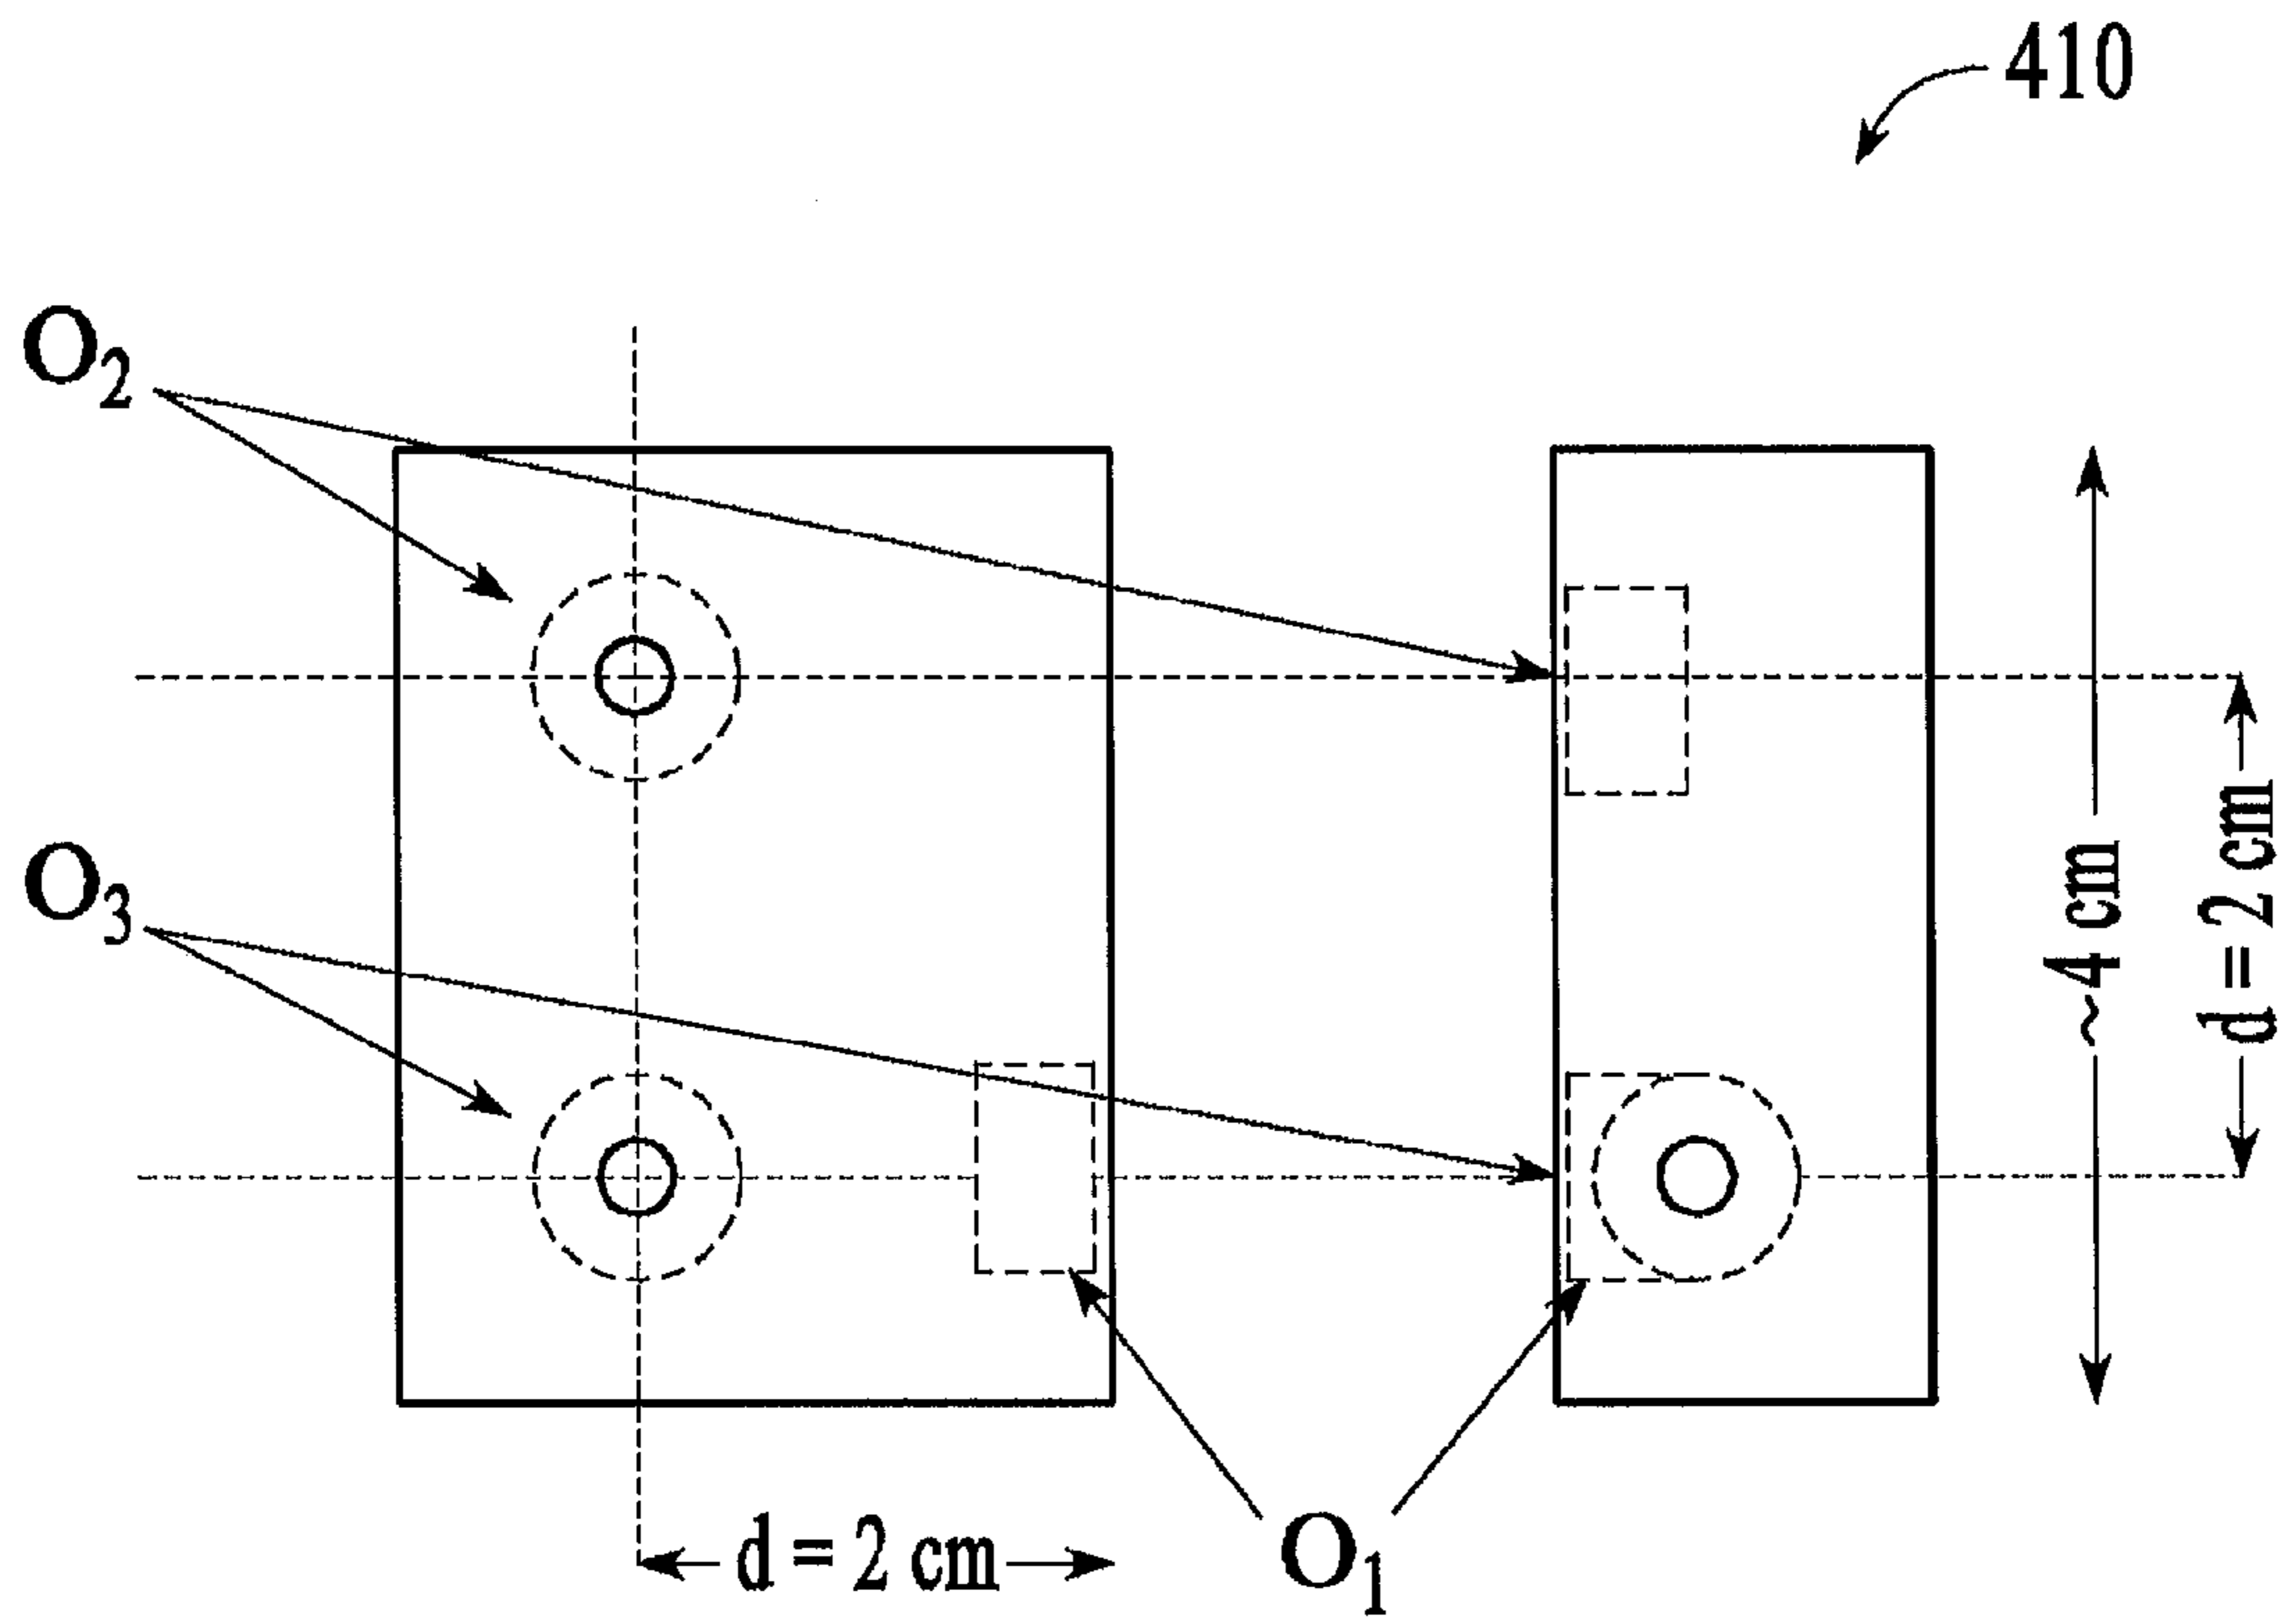 410
O₂
O₃
~4 cm
d = 2 cm
d = 2 cm
O₁